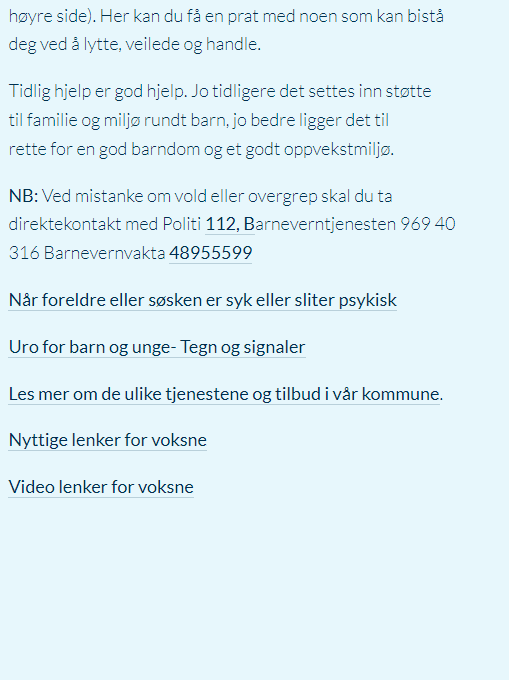 høyre side). Her kan du få en prat med noen som kan bistå
deg ved å lytte, veilede og handle.
Tidlig hjelp er god hjelp. Jo tidligere det settes inn støtte
til familie og miljø rundt barn, jo bedre ligger det til
rette for en god barndom og et godt oppvekstmiljø.
NB: Ved mistanke om vold eller overgrep skal du ta
direktekontakt med Politi 112, Barneverntjenesten 969 40
316 Barnevernvakta 48955599
Når foreldre eller søsken er syk eller sliter psykisk
Uro for barn og unge- Tegn og signaler
Les mer om de ulike tjenestene og tilbud i vår kommune.
Nyttige lenker for voksne
Video lenker for voksne